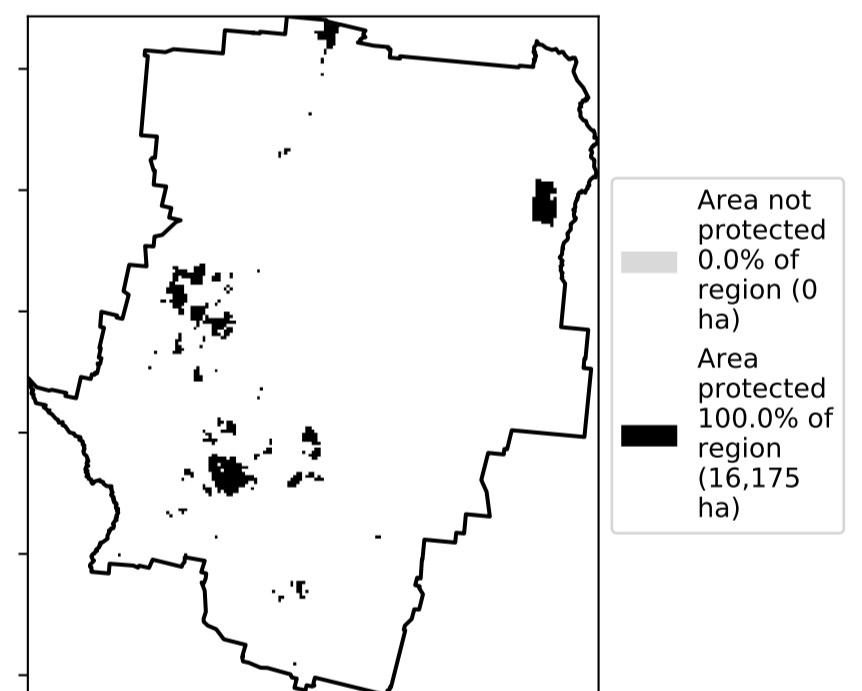 Area not
protected
0.0% of
region (0
ha)
Area
protected
100.0% of
region
(16,175
ha)